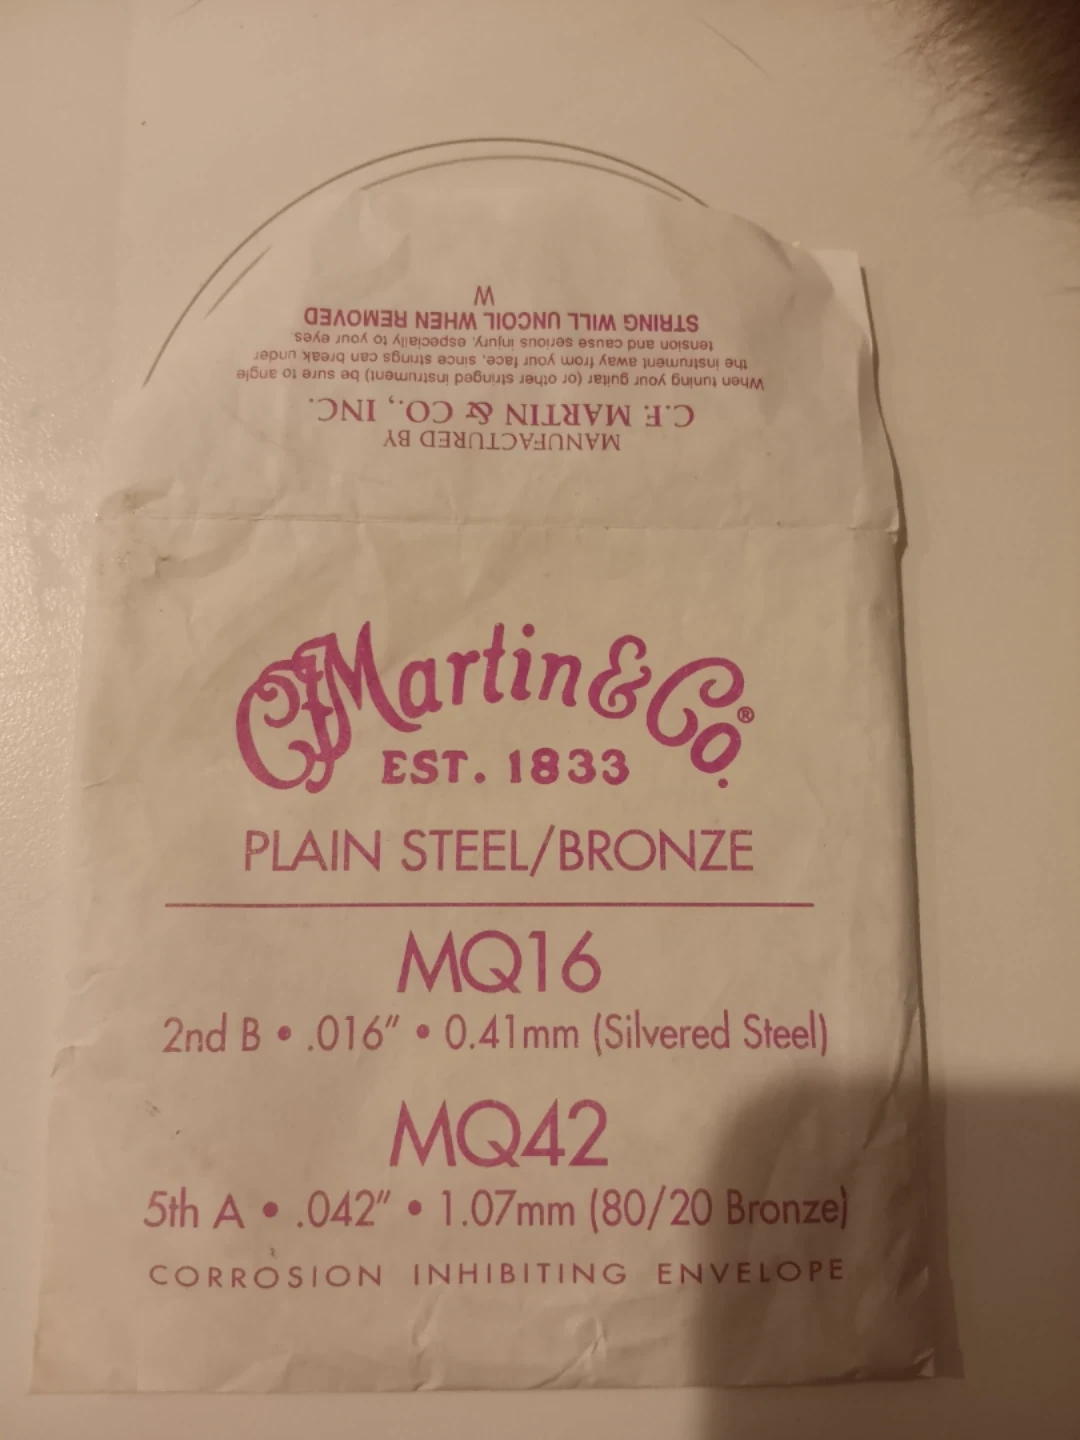 W
STRING WILL UNCOIL WHEN REMOVED
tension and cause serious injury, especially to your eyes.
the instrument away from your face, since strings can break under
When tuning your guitar (or other stringed instrument) be sure to angle
C.F. MARTIN & CO., INC.
MANUFACTURED BY
CF Martin & Co.®
EST. 1833
PLAIN STEEL/BRONZE
MQ16
2nd B • .016" • 0.41mm (Silvered Steel)
MQ42
5th A • .042" • 1.07mm (80/20 Bronze)
CORROSION INHIBITING ENVELOPE